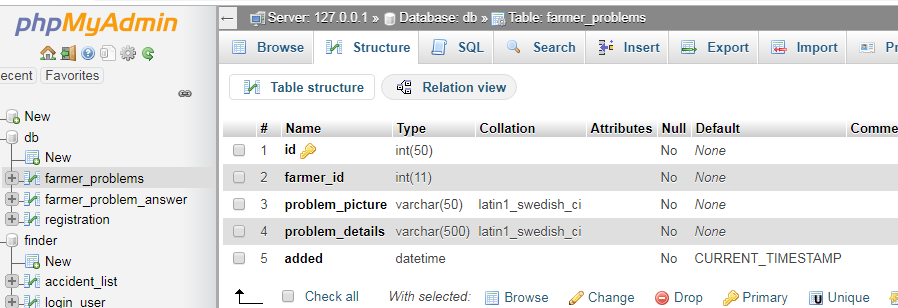 phpMyAdmin
Recent Favorites
New
db
New
farmer_problems
farmer_problem_answer
registration
finder
New
accident_list
login_user
Server: 127.0.0.1 » Database: db » Table: farmer_problems
Browse Structure SQL Search Insert Export Import
Table structure Relation view
# Name Type Collation Attributes Null Default
1 id int(50) No None
2 farmer_id int(11) No None
3 problem_picture varchar(50) latin1_swedish_ci No None
4 problem_details varchar(500) latin1_swedish_ci No None
5 added datetime No CURRENT_TIMESTAMP
Check all With selected: Browse Change Drop Primary Unique